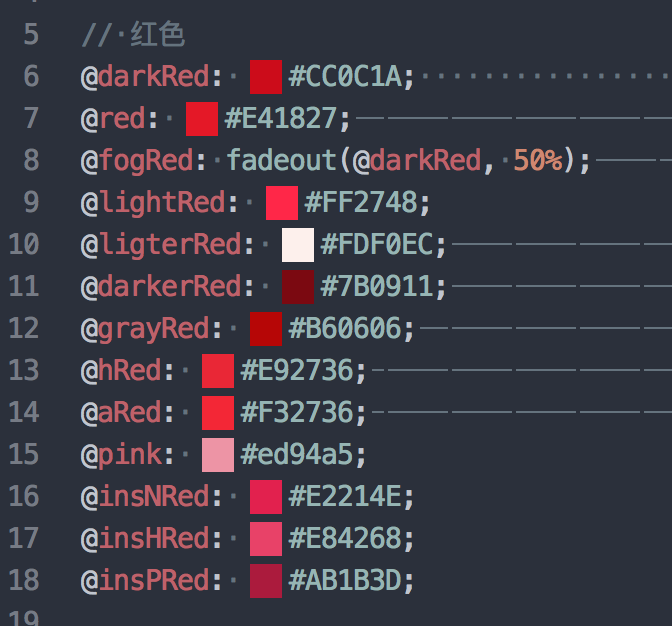 5 // 红色
6 @darkRed: #CC0C1A;
7 @red: #E41827;
8 @fogRed: fadeout(@darkRed, 50%);
9 @lightRed: #FF2748;
10 @ligterRed: #FDF0EC;
11 @darkerRed: #7B0911;
12 @grayRed: #B60606;
13 @hRed: #E92736;
14 @aRed: #F32736;
15 @pink: #ed94a5;
16 @insNRed: #E2214E;
17 @insHRed: #E84268;
18 @insPRed: #AB1B3D;
19